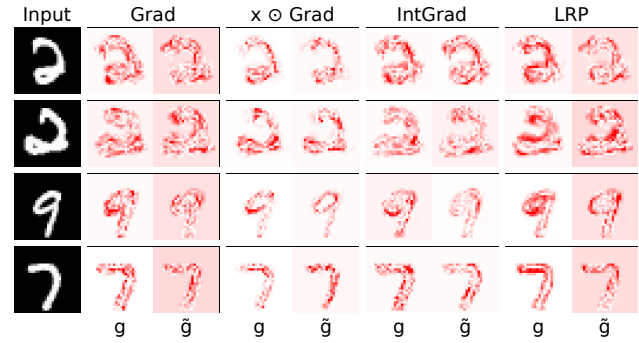 Input Grad x ⊙ Grad IntGrad LRP
g g̃ g g̃ g g̃ g g̃